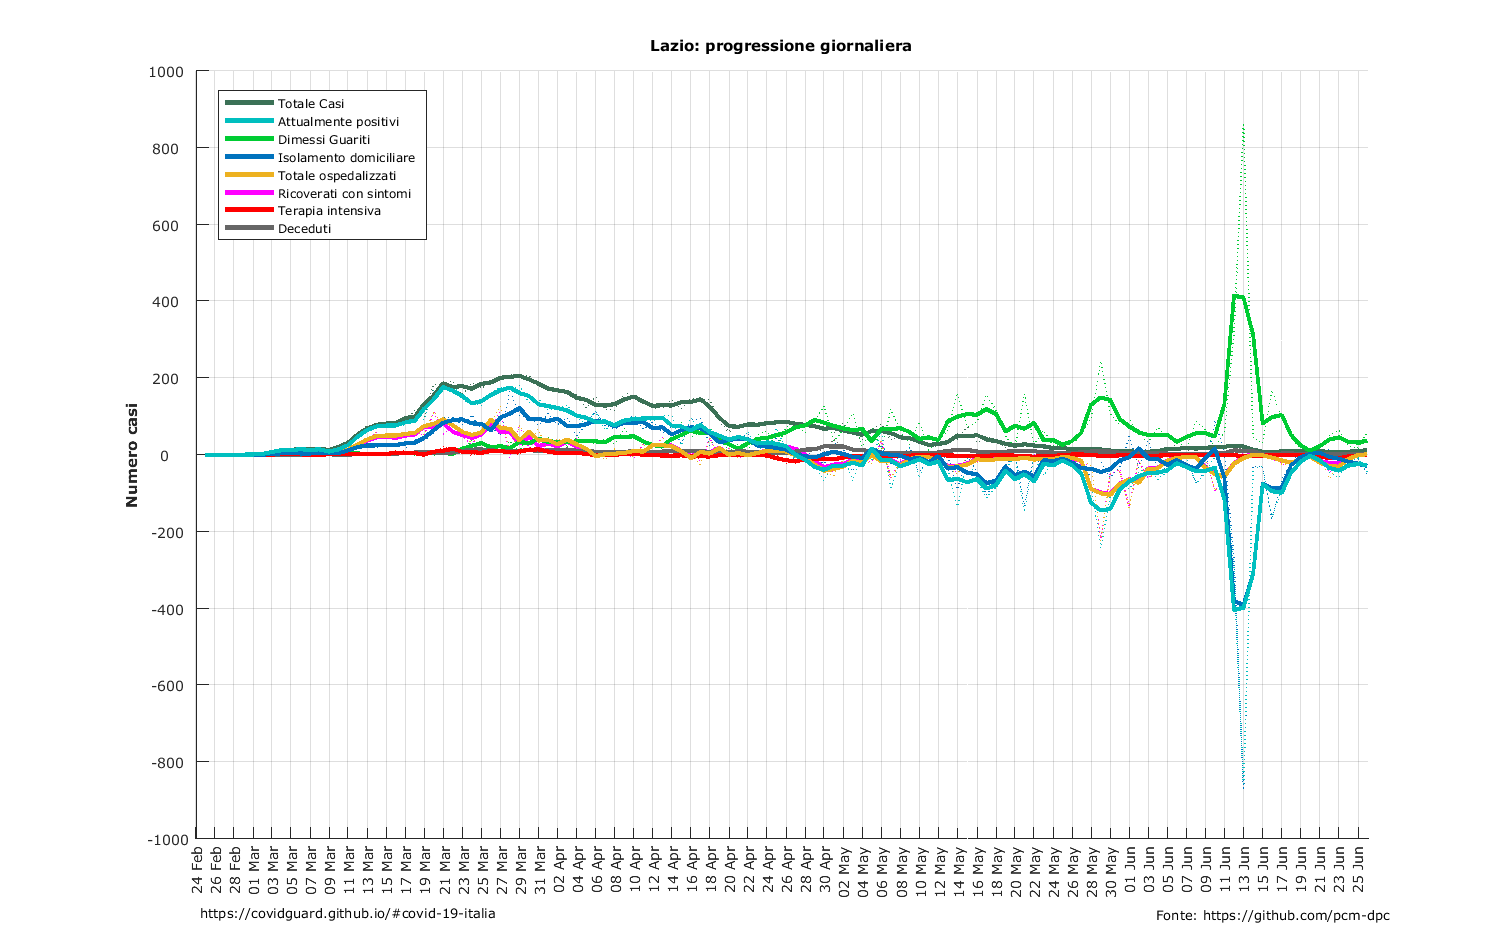 Lazio: progressione giornaliera
Numero casi
1000
800
600
400
200
0
-200
-400
-600
-800
-1000
Totale Casi
Attualmente positivi
Dimessi Guariti
Isolamento domiciliare
Totale ospedalizzati
Ricoverati con sintomi
Terapia intensiva
Deceduti
24 Feb
26 Feb
28 Feb
01 Mar
03 Mar
05 Mar
07 Mar
09 Mar
11 Mar
13 Mar
15 Mar
17 Mar
19 Mar
21 Mar
23 Mar
25 Mar
27 Mar
29 Mar
31 Mar
02 Apr
04 Apr
06 Apr
08 Apr
10 Apr
12 Apr
14 Apr
16 Apr
18 Apr
20 Apr
22 Apr
24 Apr
26 Apr
28 Apr
30 Apr
02 May
04 May
06 May
08 May
10 May
12 May
14 May
16 May
18 May
20 May
22 May
24 May
26 May
28 May
30 May
01 Jun
03 Jun
05 Jun
07 Jun
09 Jun
11 Jun
13 Jun
15 Jun
17 Jun
19 Jun
21 Jun
23 Jun
25 Jun
https://covidguard.github.io/#covid-19-italia
Fonte: https://github.com/pcm-dpc